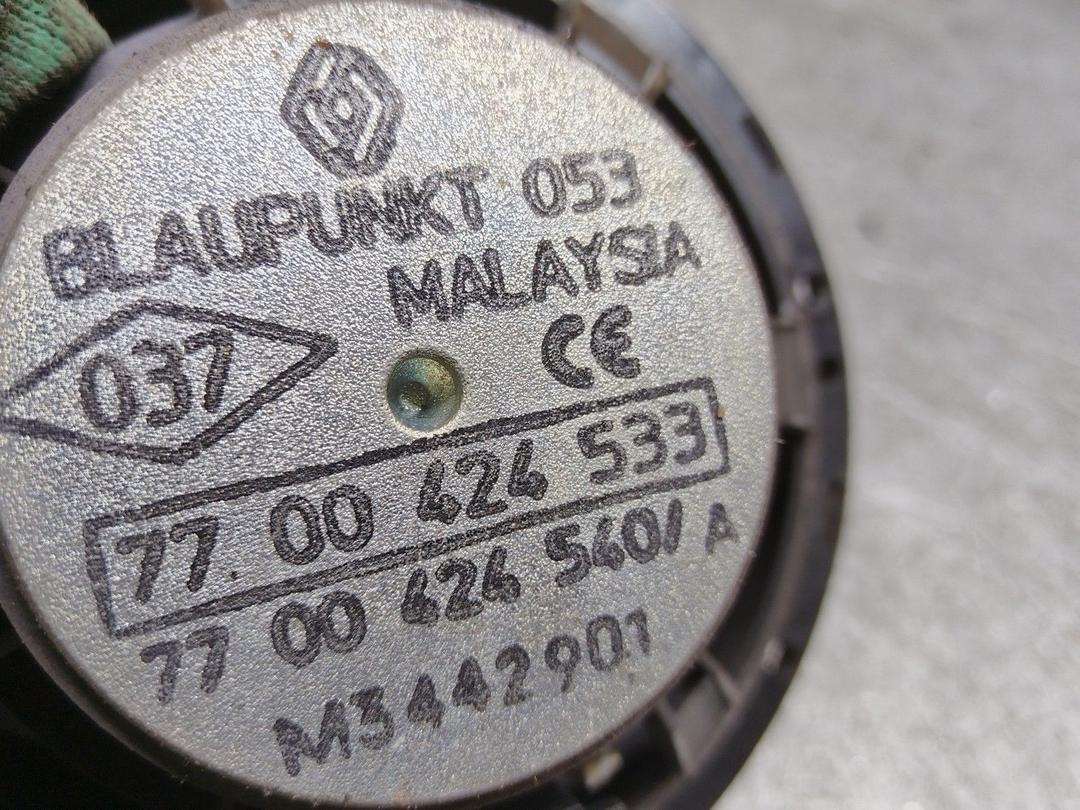 BLAUPUNKT 053
MALAYSIA
037
CE
77 00 424 533
77 00 424 540/ A
M3442901